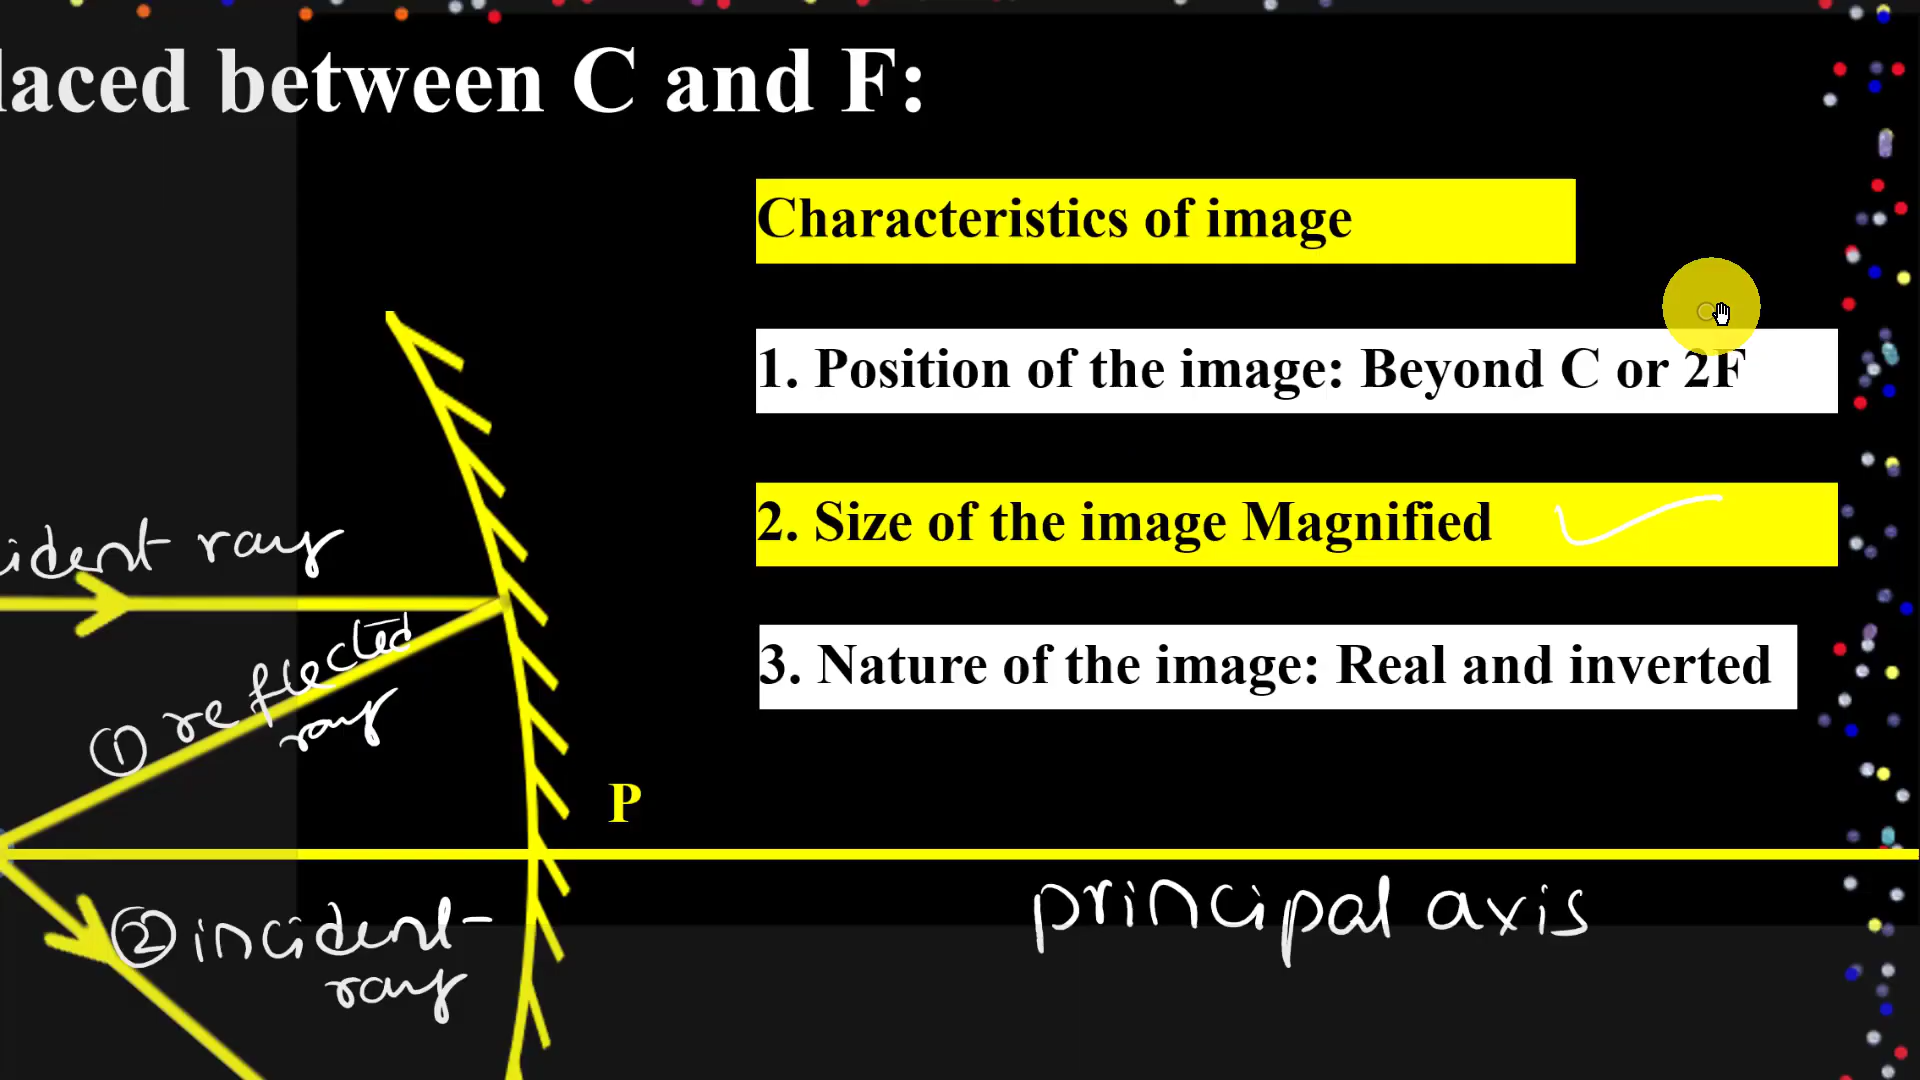 laced between C and F:
Characteristics of image
1. Position of the image: Beyond C or 2F
2. Size of the image Magnified
cident ray
① reflected
ray
3. Nature of the image: Real and inverted
P
principal axis
② incident
ray